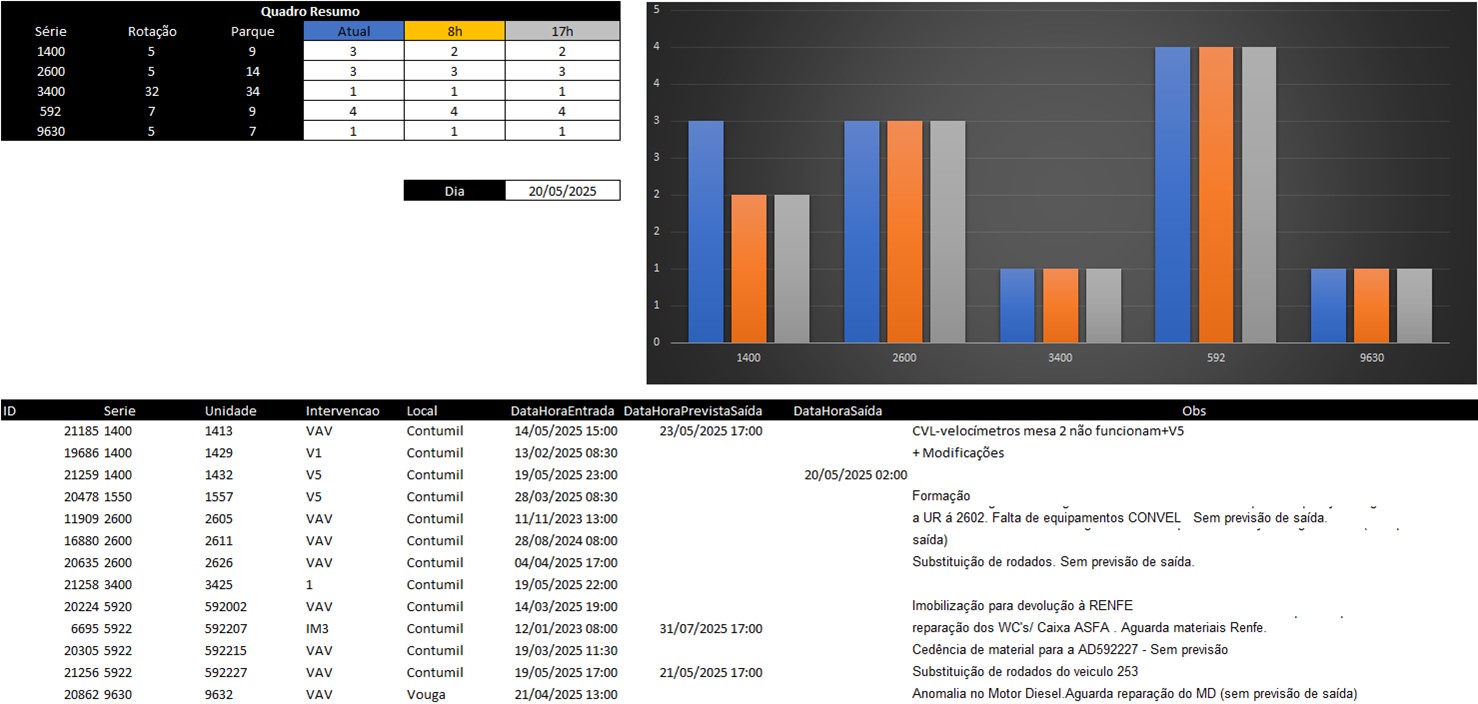 Quadro Resumo
Série Rotação Parque Atual 8h 17h
1400 5 9 3 2 2
2600 5 14 3 3 3
3400 32 34 1 1 1
592 7 9 4 4 4
9630 5 7 1 1 1
Dia 20/05/2025
5
4
4
3
3
2
2
1
1
0
1400 2600 3400 592 9630
ID Serie Unidade Intervencao Local DataHoraEntrada DataHoraPrevistaSaída DataHoraSaída Obs
21185 1400 1413 VAV Contumil 14/05/2025 15:00 23/05/2025 17:00 CVL-velocímetros mesa 2 não funcionam+V5
19686 1400 1429 V1 Contumil 13/02/2025 08:30 + Modificações
21259 1400 1432 V5 Contumil 19/05/2025 23:00 20/05/2025 02:00
20478 1550 1557 V5 Contumil 28/03/2025 08:30 Formação
11909 2600 2605 VAV Contumil 11/11/2023 13:00 a UR á 2602. Falta de equipamentos CONVEL Sem previsão de saída.
16880 2600 2611 VAV Contumil 28/08/2024 08:00 saída)
20635 2600 2626 VAV Contumil 04/04/2025 17:00 Substituição de rodados. Sem previsão de saída.
21258 3400 3425 1 Contumil 19/05/2025 22:00
20224 5920 592002 VAV Contumil 14/03/2025 19:00 Imobilização para devolução à RENFE
6695 5922 592207 IM3 Contumil 12/01/2023 08:00 31/07/2025 17:00 reparação dos WC's/ Caixa ASFA . Aguarda materiais Renfe.
20305 5922 592215 VAV Contumil 19/03/2025 11:30 Cedência de material para a AD592227 - Sem previsão
21256 5922 592227 VAV Contumil 19/05/2025 17:00 21/05/2025 17:00 Substituição de rodados do veiculo 253
20862 9630 9632 VAV Vouga 21/04/2025 13:00 Anomalia no Motor Diesel.Aguarda reparação do MD (sem previsão de saída)